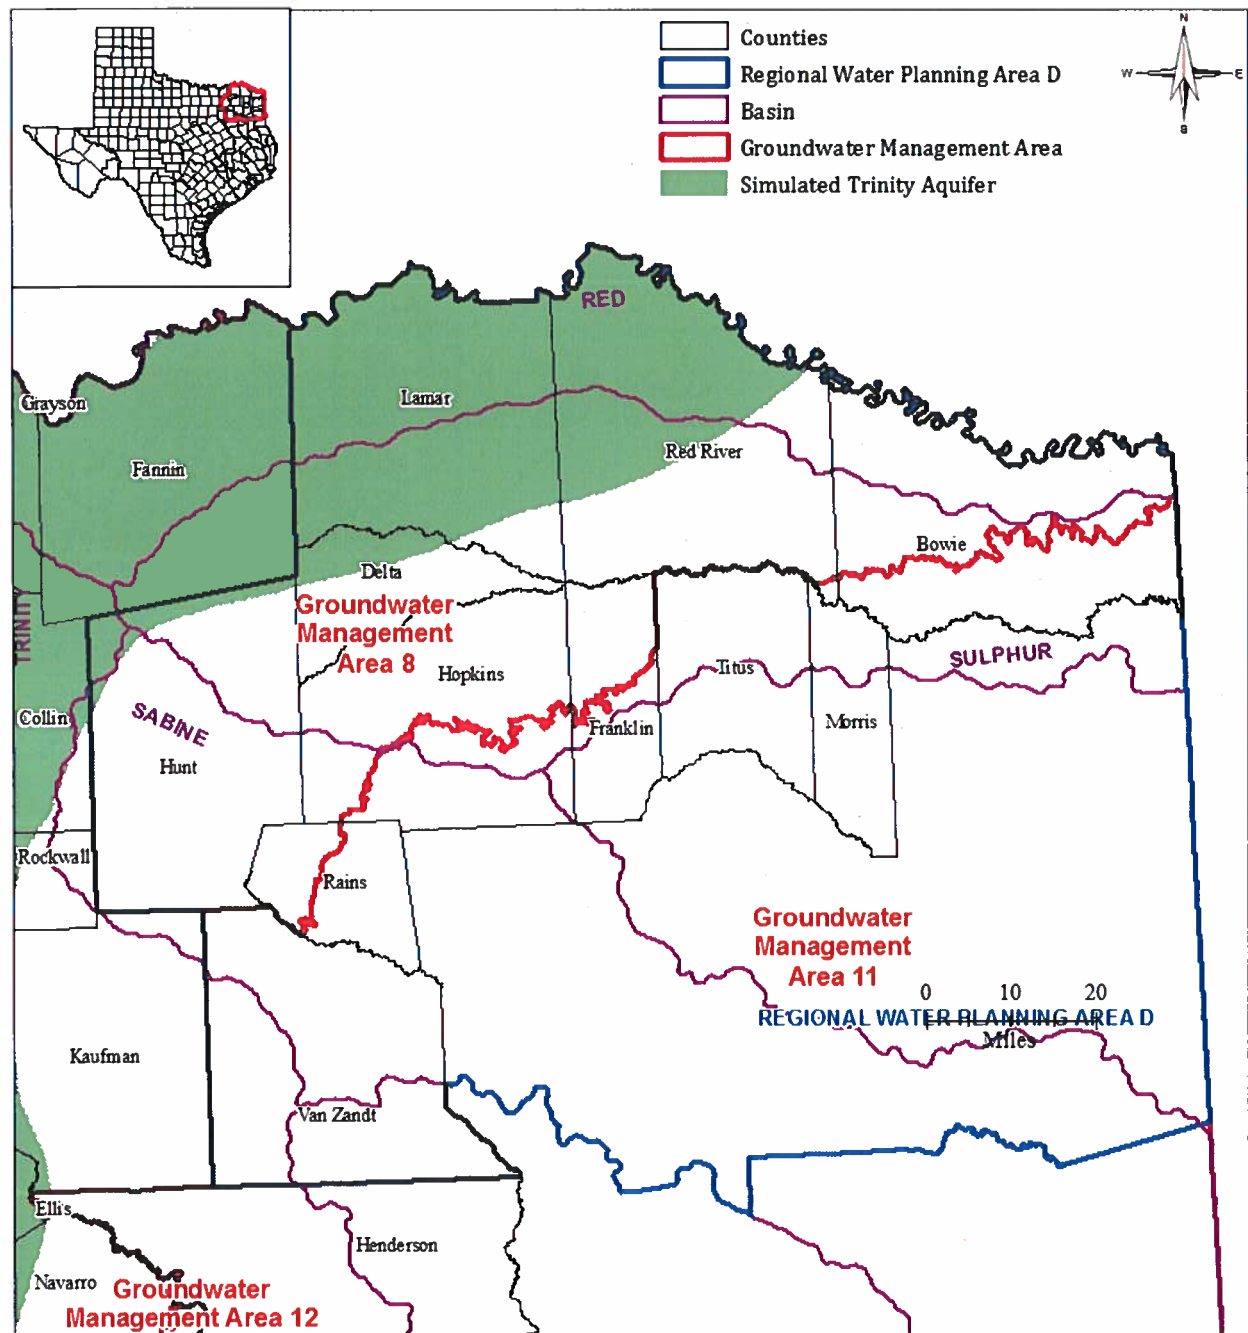 Counties
Regional Water Planning Area D
Basin
Groundwater Management Area
Simulated Trinity Aquifer
N
W
E
S
RED
Grayson
Lamar
Fannin
Red River
Bowie
Delta
TRINITY
Groundwater
Management
Area 8
Hopkins
SULPHUR
Titus
Collin
SABINE
Franklin
Morris
Hunt
Rockwall
Rains
Groundwater
Management
Area 11
0 10 20
REGIONAL WATER PLANNING AREA D
Miles
Kaufman
Van Zandt
Ellis
Henderson
Navarro
Groundwater
Management Area 12